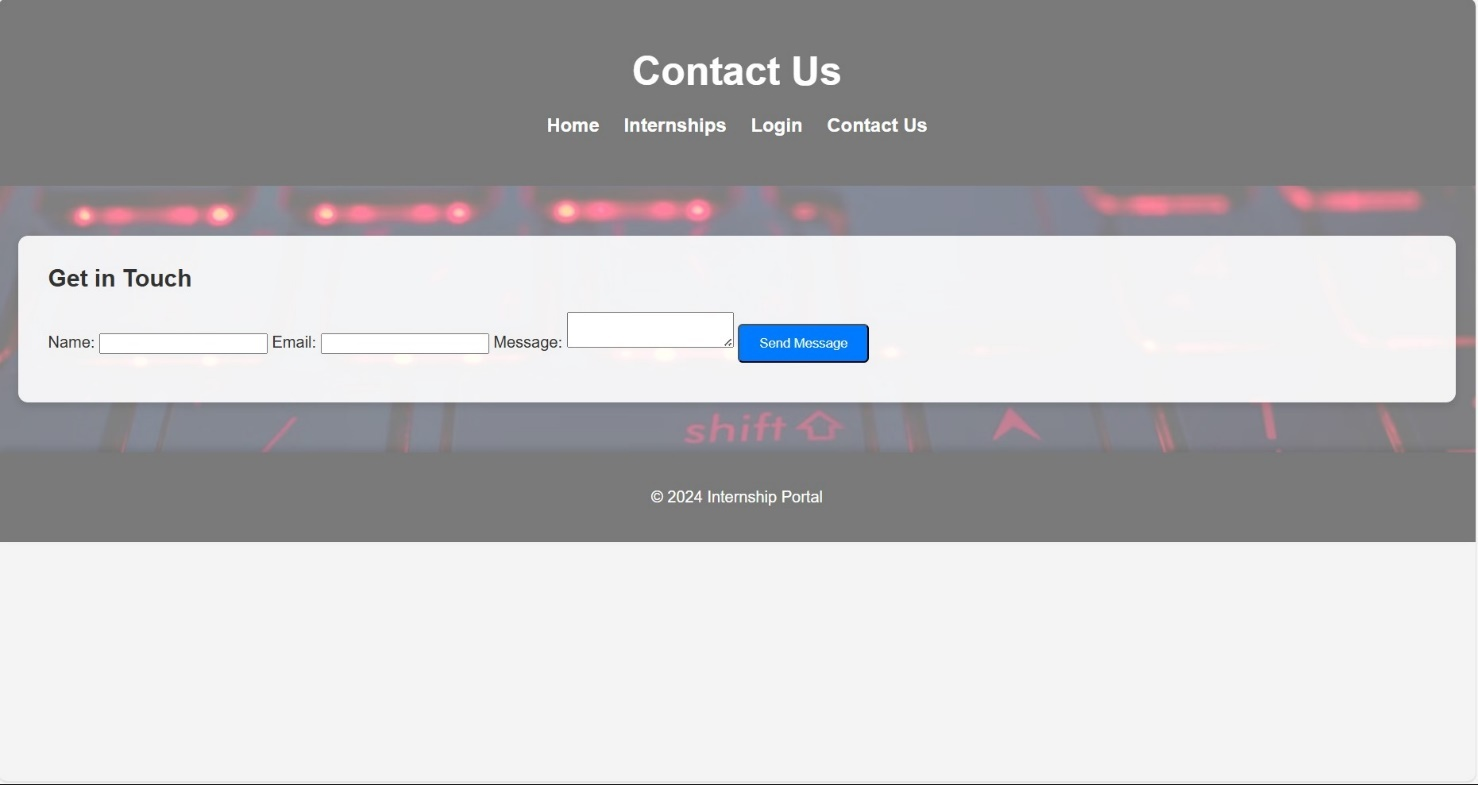 Contact Us
Home Internships Login Contact Us
Get in Touch
Name: Email: Message: Send Message
shift
© 2024 Internship Portal